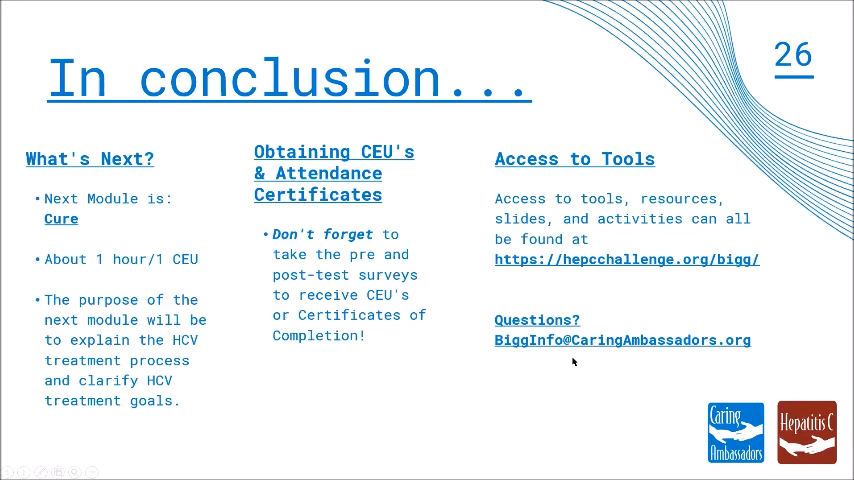 26
In conclusion...
What's Next?
• Next Module is:
Cure
• About 1 hour/1 CEU
• The purpose of the
next module will be
to explain the HCV
treatment process
and clarify HCV
treatment goals.
Obtaining CEU's
& Attendance
Certificates
• Don't forget to
take the pre and
post-test surveys
to receive CEU's
or Certificates of
Completion!
Access to Tools
Access to tools, resources,
slides, and activities can all
be found at
https://hepcchallenge.org/bigg/
Questions?
BiggInfo@CaringAmbassadors.org
Caring
Ambassadors
Hepatitis C